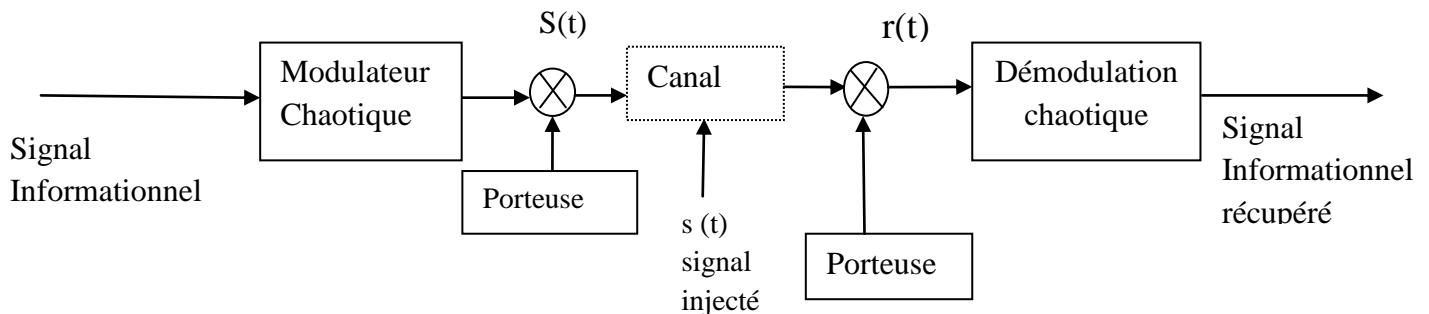 Signal
Informationnel
Modulateur
Chaotique
S(t)
Porteuse
Canal
s (t)
signal
injecté
r(t)
Porteuse
Démodulation
chaotique
Signal
Informationnel
récupéré